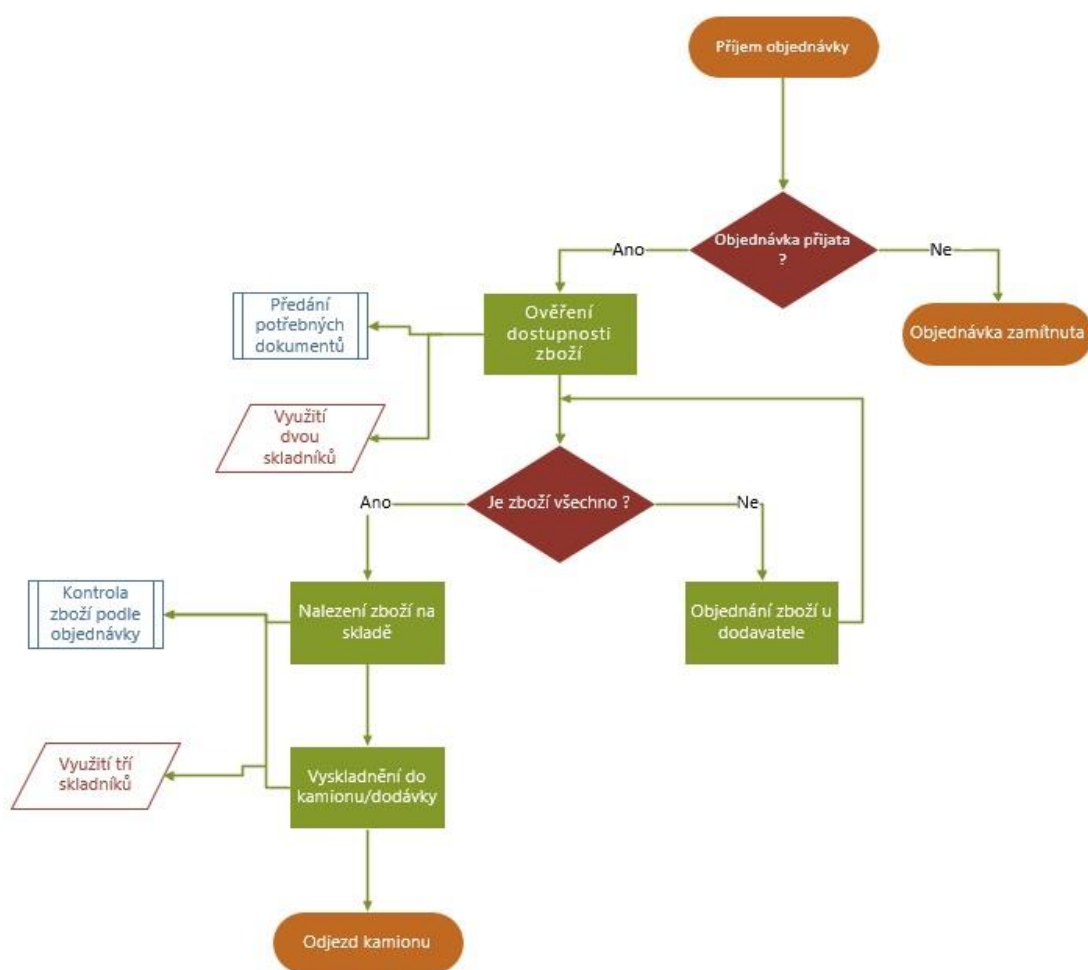 Příjem objednávky
Objednávka přijata
?
Ano
Ne
Předání
potřebných
dokumentů
Ověření
dostupnosti
zboží
Objednávka zamítnuta
Využití
dvou
skladníků
Je zboží všechno ?
Ano
Ne
Kontrola
zboží podle
objednávky
Nalezení zboží na
skladě
Objednání zboží u
dodavatele
Využití tří
skladníků
Vyskladnění do
kamionu/dodávky
Odjezd kamionu